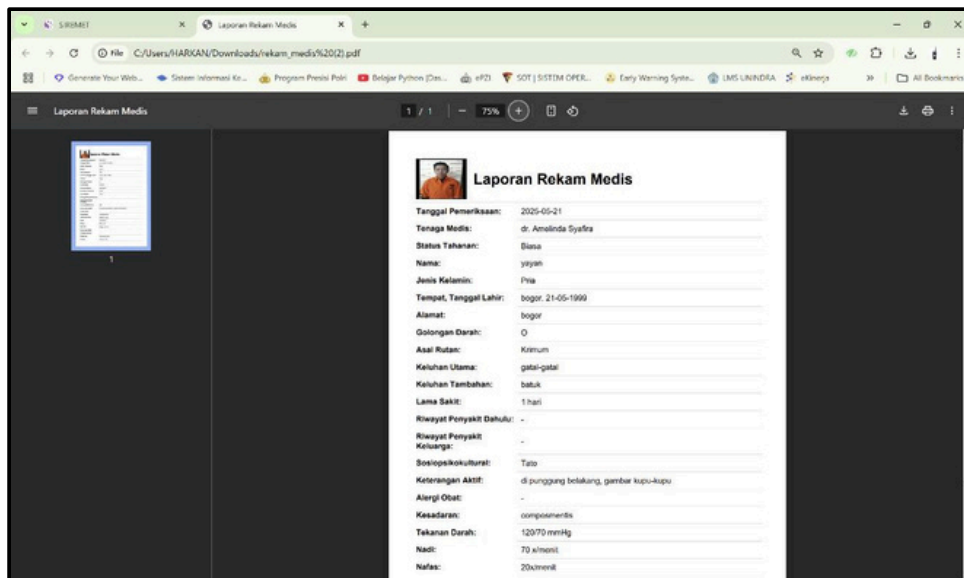 SIREMET
Laporan Rekam Medis
File C:/Users/HARKAN/Downloads/rekam_medis%20(2).pdf
Generate Your Web...
Sistem Informasi Ke...
Program Presisi Polri
Belajar Python [Das...
ePZI
SOT | SISTIM OPER...
Early Warning Syste...
LMS UNINDRA
eKinerja
All Bookmarks
Laporan Rekam Medis
1 / 1
75%
1
Laporan Rekam Medis
Tanggal Pemeriksaan: 2025-05-21
Tenaga Medis: dr. Amelinda Syafira
Status Tahanan: Biasa
Nama: yayan
Jenis Kelamin: Pria
Tempat, Tanggal Lahir: bogor, 21-05-1999
Alamat: bogor
Golongan Darah: O
Asal Rutan: Krimum
Keluhan Utama: gatal-gatal
Keluhan Tambahan: batuk
Lama Sakit: 1 hari
Riwayat Penyakit Dahulu: -
Riwayat Penyakit
Keluarga: -
Sosiopsikokultural: Tato
Keterangan Aktif: di punggung belakang, gambar kupu-kupu
Alergi Obat: -
Kesadaran: composmentis
Tekanan Darah: 120/70 mmHg
Nadi: 70 x/menit
Nafas: 20x/menit